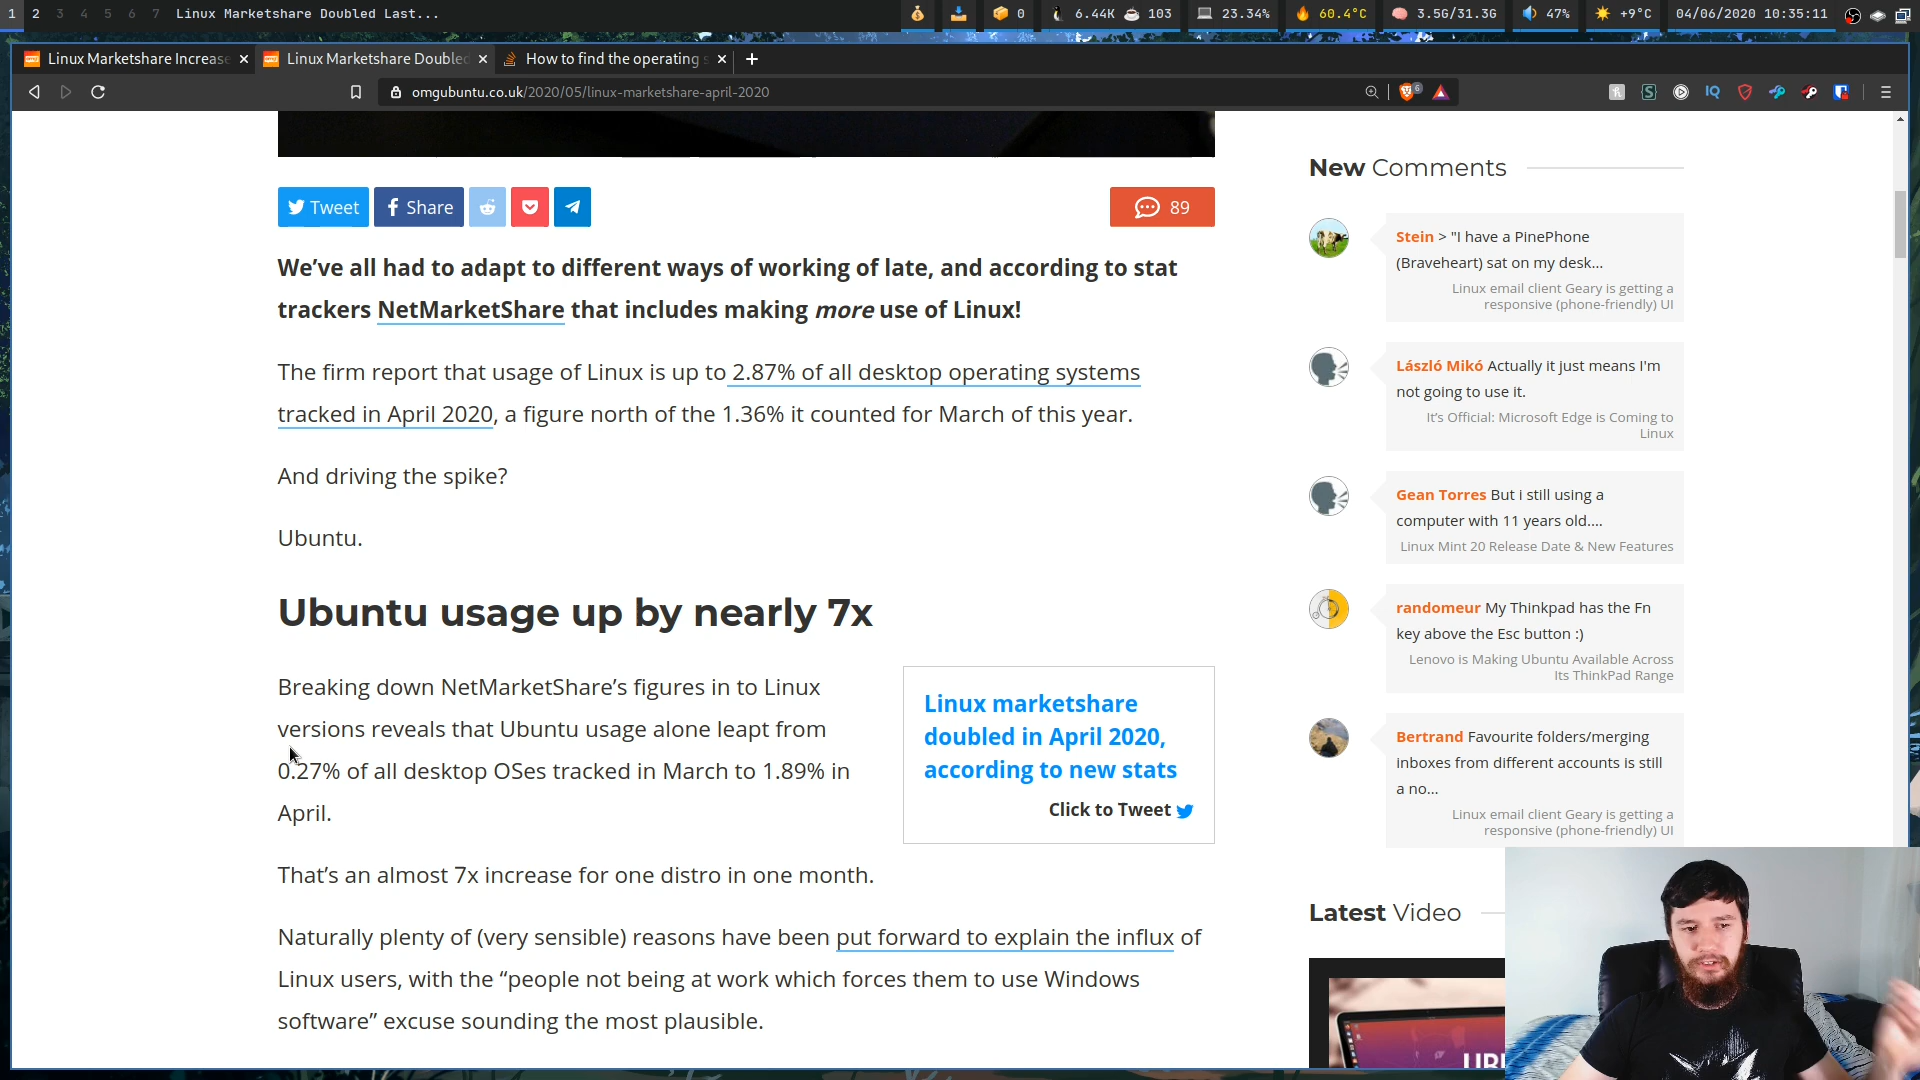 1 2 3 4 5 6 7 Linux Marketshare Doubled Last...
0 6.44K 103 23.34% 60.4°C 3.5G/31.3G 47% +9°C 04/06/2020 10:35:11
Linux Marketshare Increase
Linux Marketshare Doubled
How to find the operating s
omgubuntu.co.uk/2020/05/linux-marketshare-april-2020
6
IQ
Tweet
Share
89
We’ve all had to adapt to different ways of working of late, and according to stat
trackers NetMarketShare that includes making more use of Linux!
The firm report that usage of Linux is up to 2.87% of all desktop operating systems
tracked in April 2020, a figure north of the 1.36% it counted for March of this year.
And driving the spike?
Ubuntu.
Ubuntu usage up by nearly 7x
Breaking down NetMarketShare’s figures in to Linux
versions reveals that Ubuntu usage alone leapt from
0.27% of all desktop OSes tracked in March to 1.89% in
April.
Linux marketshare
doubled in April 2020,
according to new stats
Click to Tweet
That’s an almost 7x increase for one distro in one month.
Naturally plenty of (very sensible) reasons have been put forward to explain the influx of
Linux users, with the “people not being at work which forces them to use Windows
software” excuse sounding the most plausible.
New Comments
Stein > "I have a PinePhone
(Braveheart) sat on my desk...
Linux email client Geary is getting a
responsive (phone-friendly) UI
László Mikó Actually it just means I'm
not going to use it.
It’s Official: Microsoft Edge is Coming to
Linux
Gean Torres But i still using a
computer with 11 years old....
Linux Mint 20 Release Date & New Features
randomeur My Thinkpad has the Fn
key above the Esc button :)
Lenovo is Making Ubuntu Available Across
Its ThinkPad Range
Bertrand Favourite folders/merging
inboxes from different accounts is still
a no...
Linux email client Geary is getting a
responsive (phone-friendly) UI
Latest Video